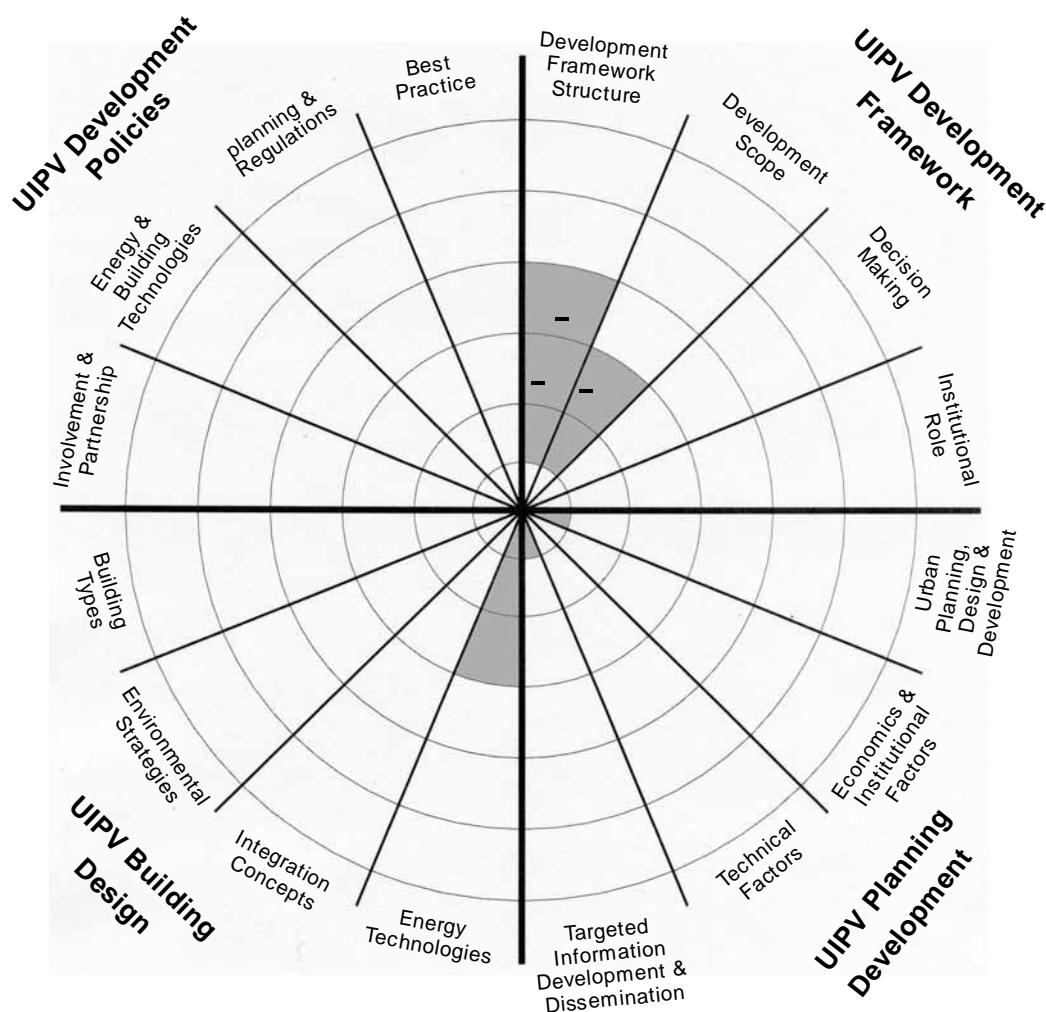 UIPV Development
Policies
Best
Practice
Development
Framework
Structure
UIPV Development
Framework
planning &
Regulations
Development
Scope
Energy &
Building
Technologies
Decision
Making
Involvement &
Partnership
Institutional
Role
Building
Types
Urban
Planning,
Design &
Development
Environmental
Strategies
Economics &
Institutional
Factors
UIPV Building
Design
Integration
Concepts
Energy
Technologies
Targeted
Information
Development &
Dissemination
Technical
Factors
UIPV Planning
Development